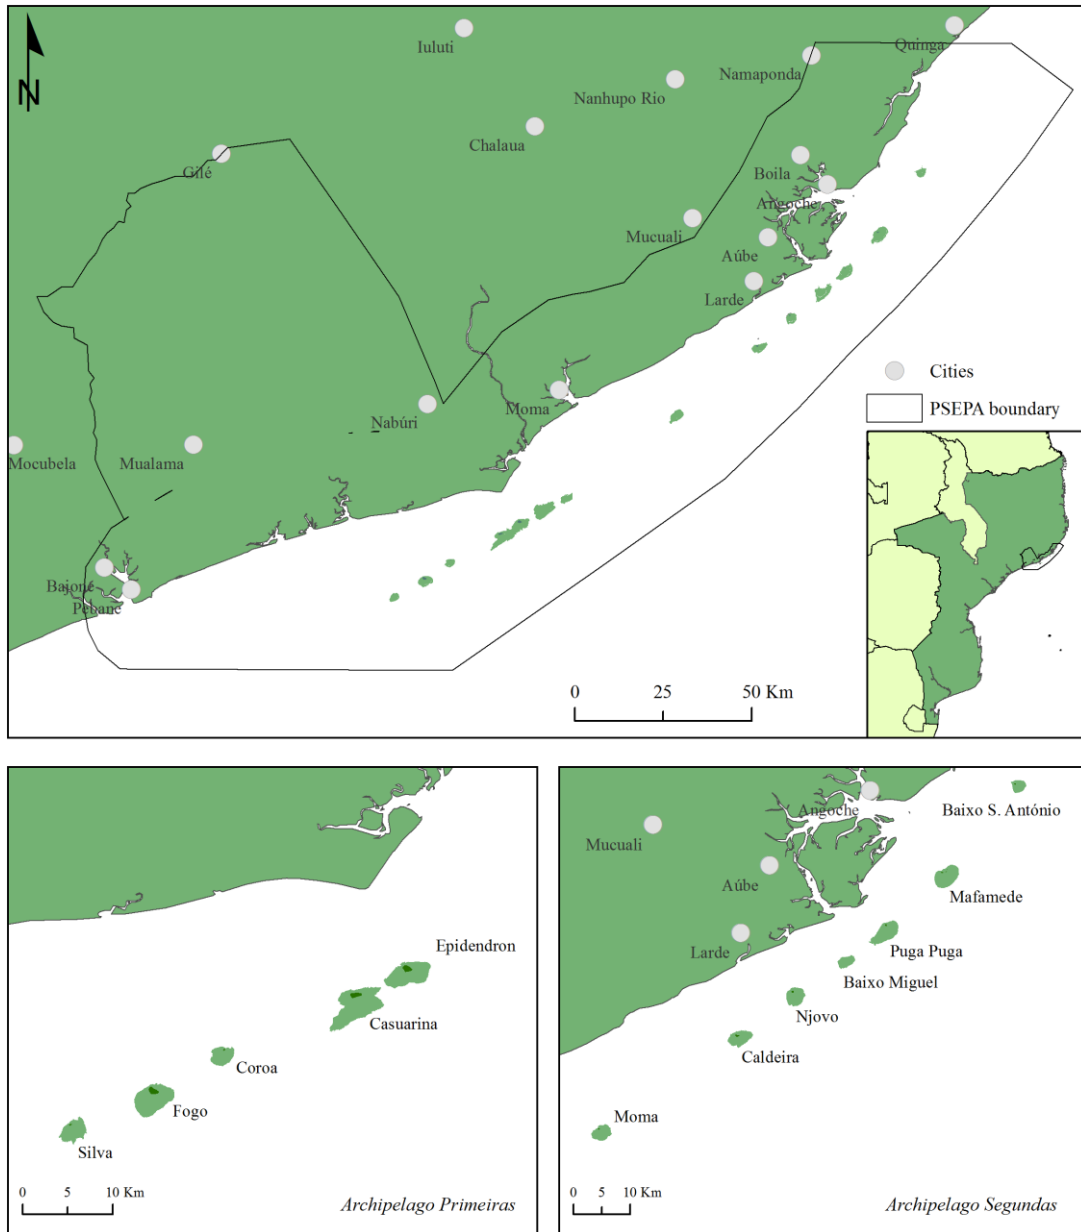 Iuluti
Quinga
Namaponda
Nanhupo Rio
Chalaua
Gilé
Boila
Angoche
Mucuali
Aúbe
Larde
Cities
PSEPA boundary
Nabúri
Moma
Mocubela
Mualama
Bajone
Pebane
N
0 25 50 Km
Angoche
Baixo S. António
Mucuali
Aúbe
Mafamede
Larde
Puga Puga
Baixo Miguel
Njovo
Caldeira
Moma
0 5 10 Km
Archipelago Segundas
Epidendron
Casuarina
Coroa
Fogo
Silva
0 5 10 Km
Archipelago Primeiras